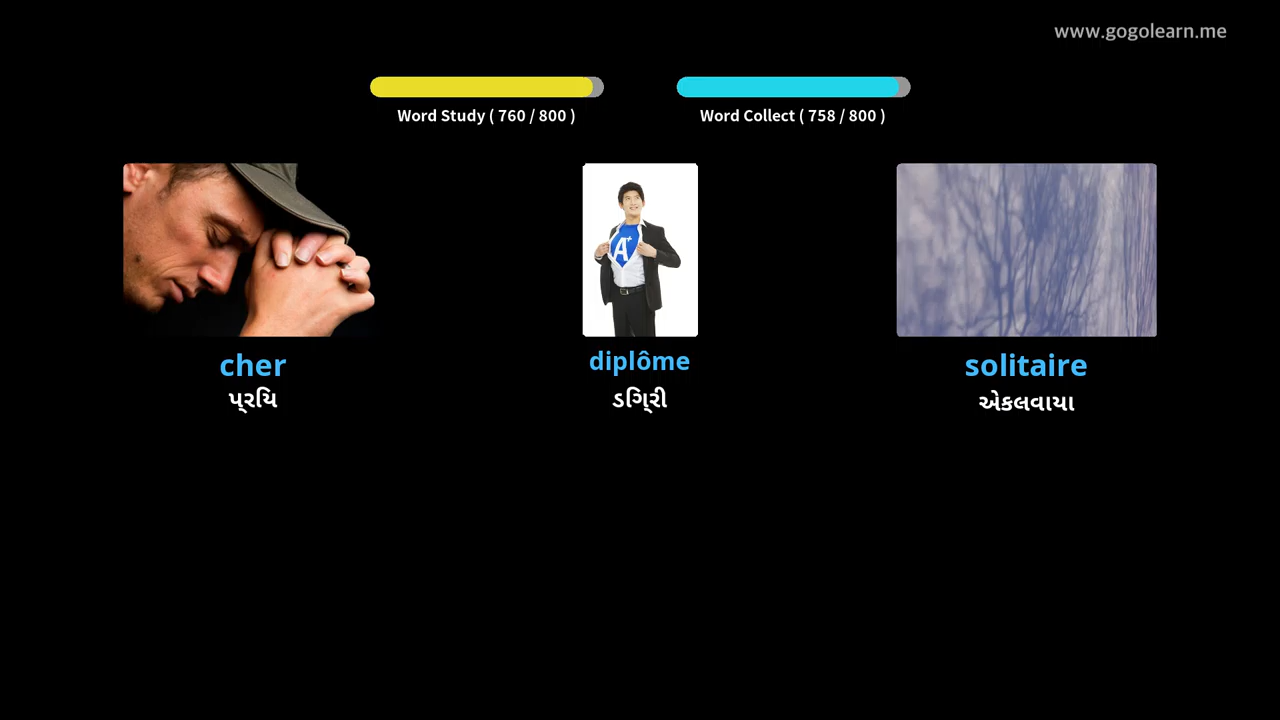 www.gogolearn.me
Word Study ( 760 / 800 )
Word Collect ( 758 / 800 )
A+
cher
પ્રિય
diplôme
ડિગ્રી
solitaire
એકલવાયા